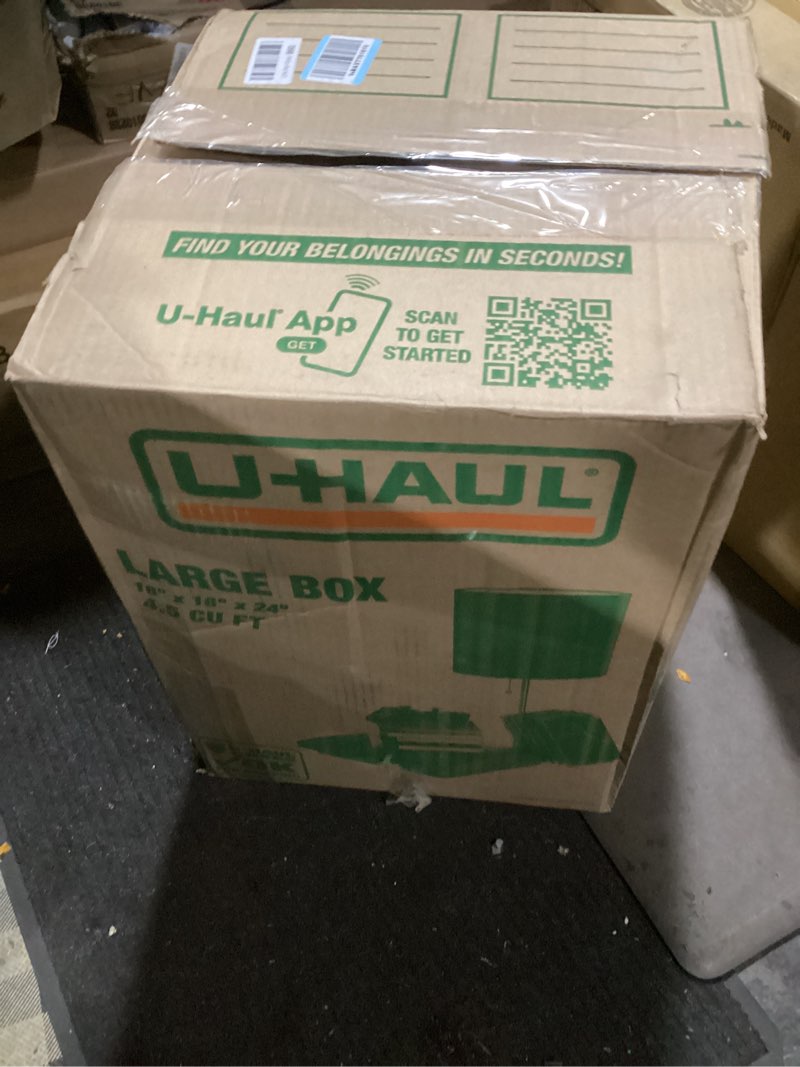 FIND YOUR BELONGINGS IN SECONDS!
U-Haul® App
GET
SCAN
TO GET
STARTED
U-HAUL®
LARGE BOX
18" x 18" x 24"
4.5 CU FT